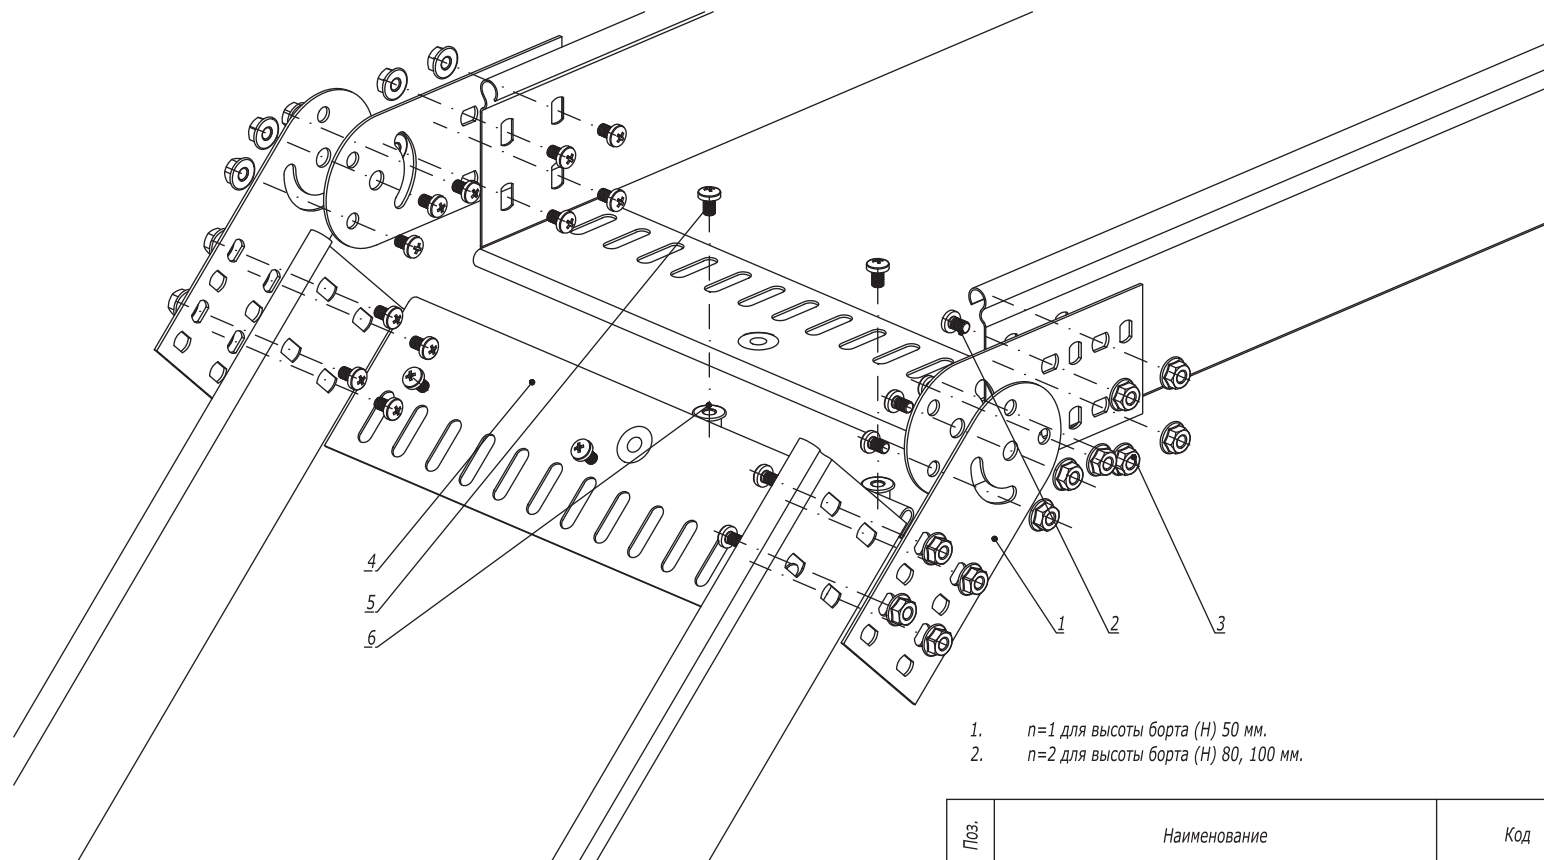 4
5
6
1
2
3
1. n=1 для высоты борта (Н) 50 мм.
2. n=2 для высоты борта (Н) 80, 100 мм.
Поз.
Наименование
Код